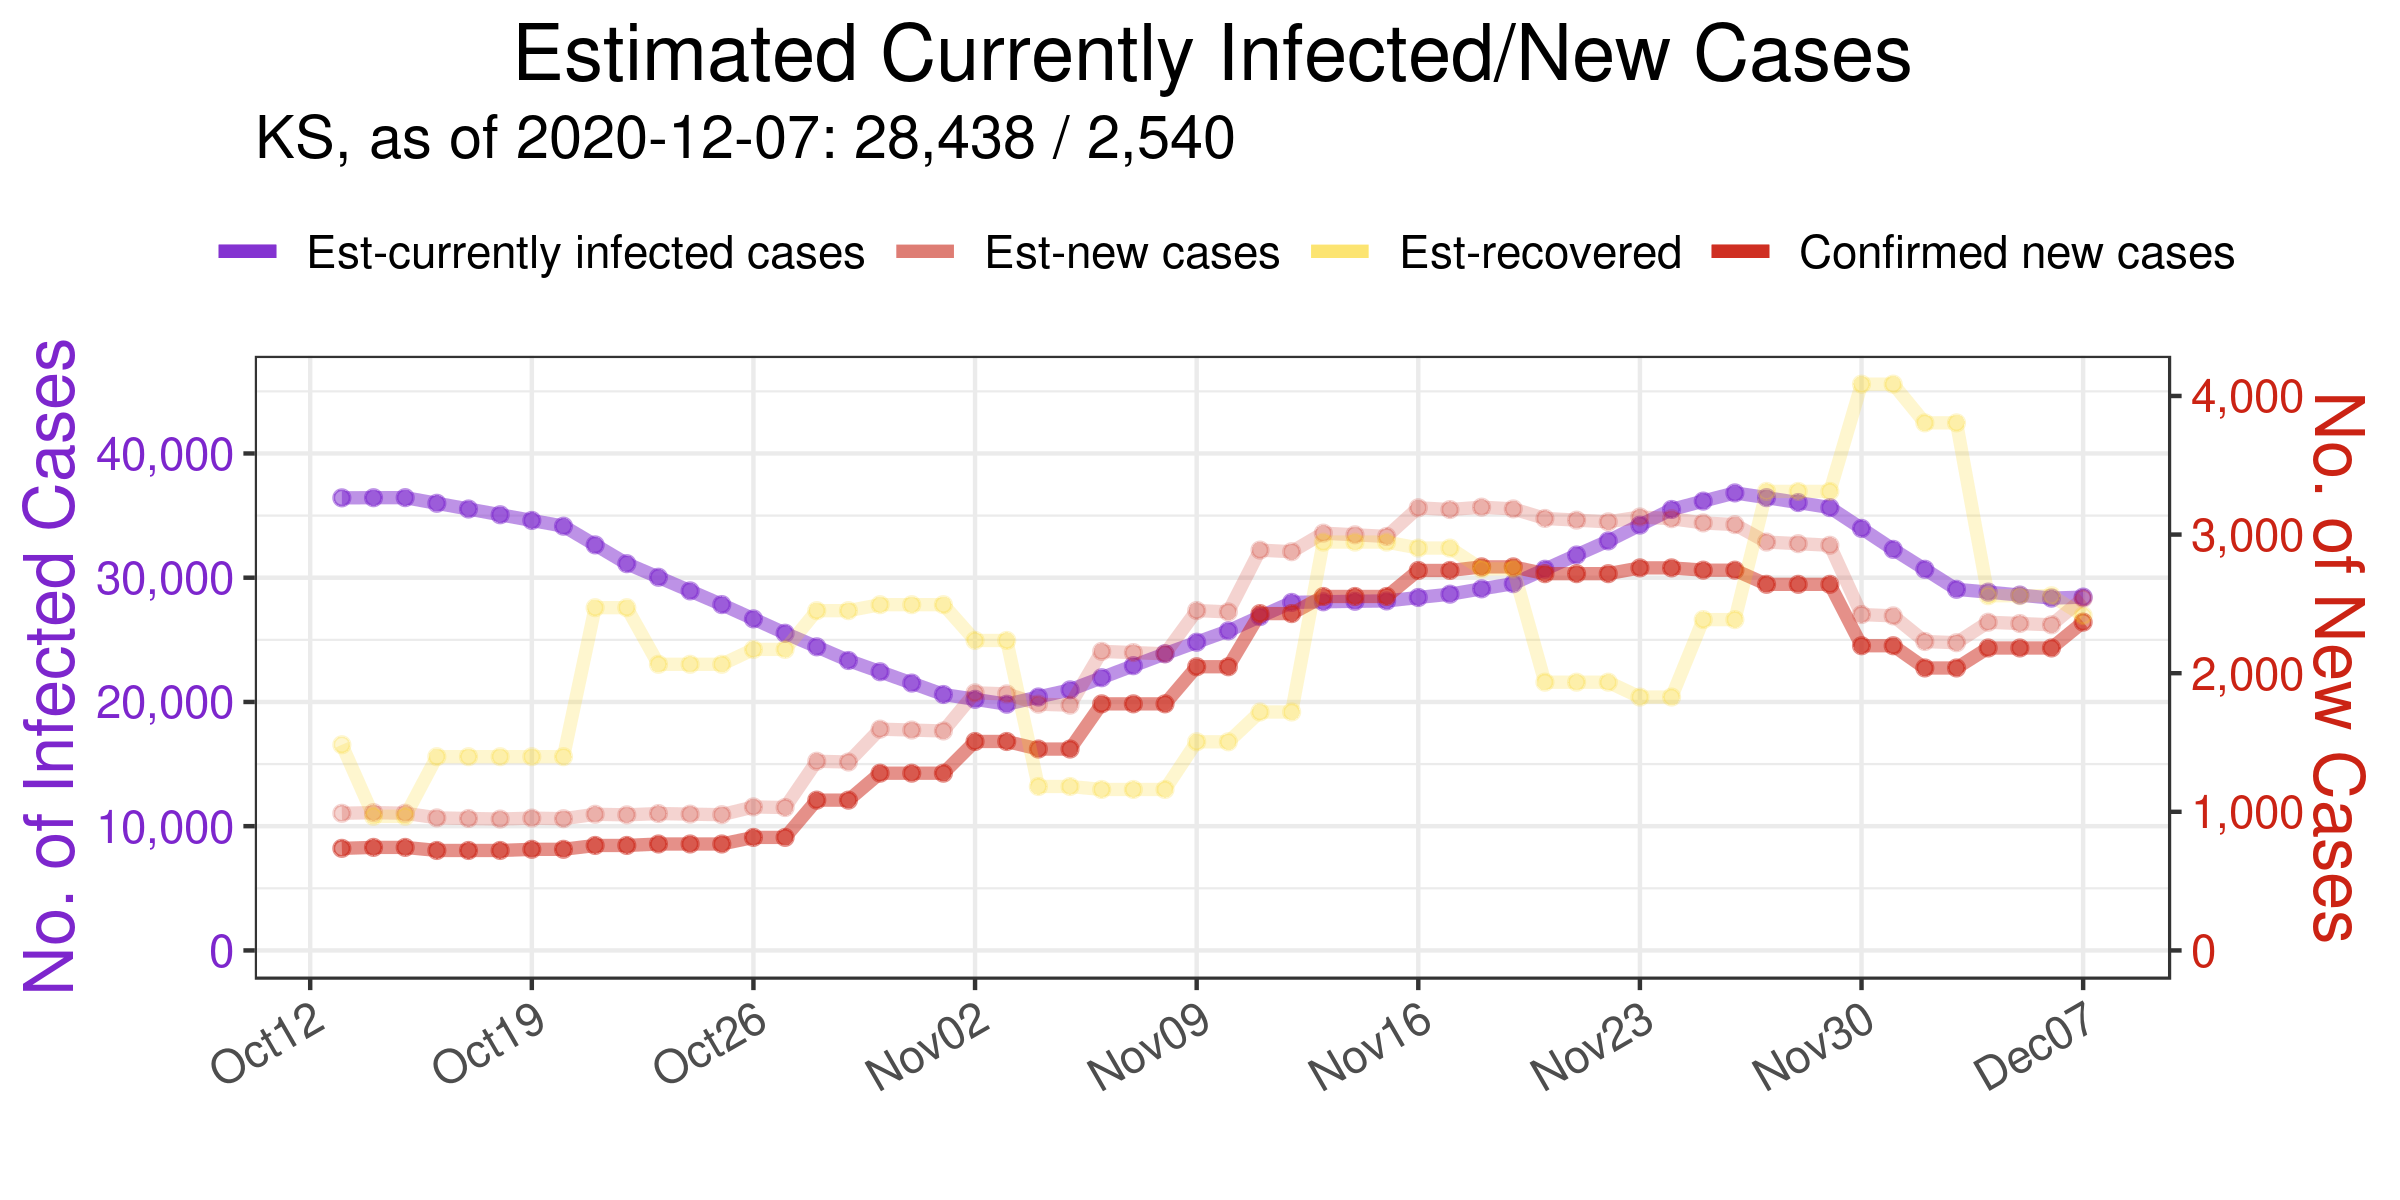 Estimated Currently Infected/New Cases
KS, as of 2020-12-07: 28,438 / 2,540
Est-currently infected cases
Est-new cases
Est-recovered
Confirmed new cases
No. of Infected Cases
40,000
30,000
20,000
10,000
0
4,000
3,000
2,000
1,000
0
No. of New Cases
Oct12
Oct19
Oct26
Nov02
Nov09
Nov16
Nov23
Nov30
Dec07